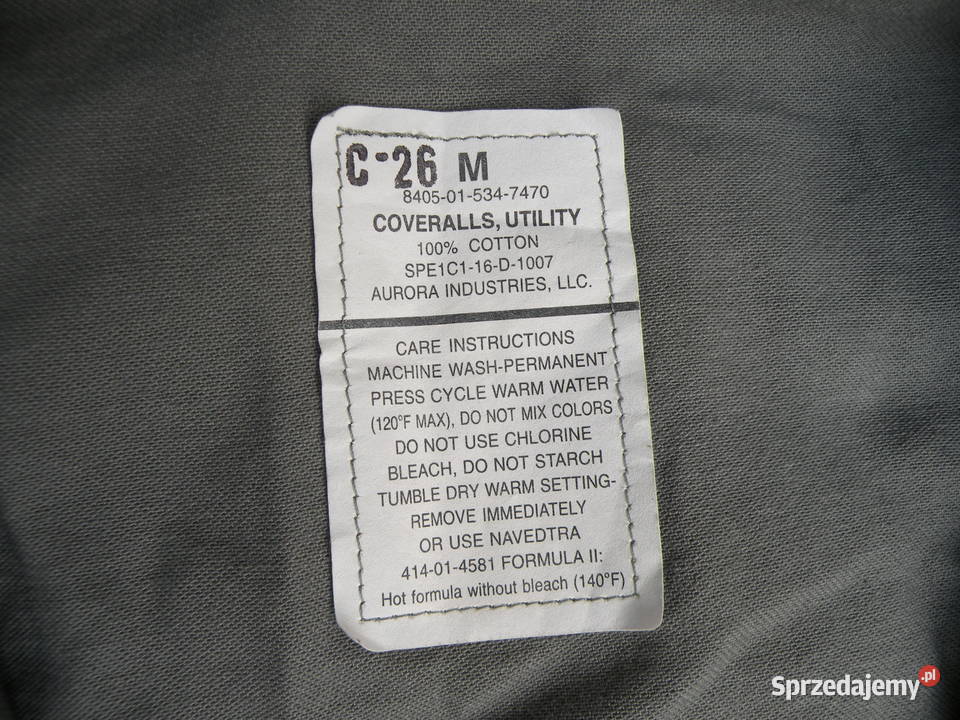 C-26 M
8405-01-534-7470
COVERALLS, UTILITY
100% COTTON
SPE1C1-16-D-1007
AURORA INDUSTRIES, LLC.
CARE INSTRUCTIONS
MACHINE WASH-PERMANENT
PRESS CYCLE WARM WATER
(120°F MAX), DO NOT MIX COLORS
DO NOT USE CHLORINE
BLEACH, DO NOT STARCH
TUMBLE DRY WARM SETTING-
REMOVE IMMEDIATELY
OR USE NAVEDTRA
414-01-4581 FORMULA II:
Hot formula without bleach (140°F)
Sprzedajemy.pl